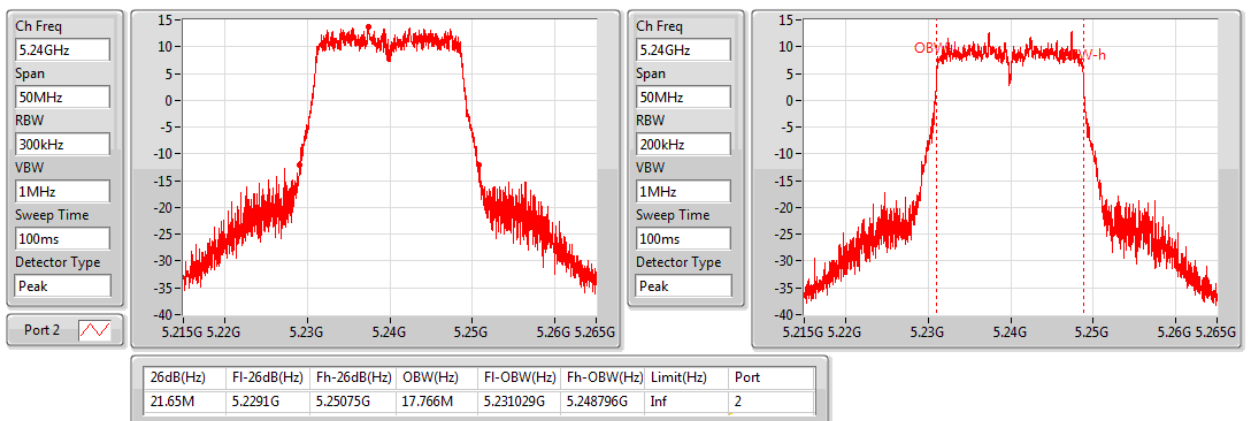 Ch Freq
5.24GHz
Span
50MHz
RBW
300kHz
VBW
1MHz
Sweep Time
100ms
Detector Type
Peak
Port 2
15
10
5
0
-5
-10
-15
-20
-25
-30
-35
-40
5.215G 5.22G 5.23G 5.24G 5.25G 5.26G 5.265G
Ch Freq
5.24GHz
Span
50MHz
RBW
200kHz
VBW
1MHz
Sweep Time
100ms
Detector Type
Peak
15
10
5
0
-5
-10
-15
-20
-25
-30
-35
-40
OBW
W-h
5.215G 5.22G 5.23G 5.24G 5.25G 5.26G 5.265G
26dB(Hz) Fl-26dB(Hz) Fh-26dB(Hz) OBW(Hz) Fl-OBW(Hz) Fh-OBW(Hz) Limit(Hz) Port
21.65M 5.2291G 5.25075G 17.766M 5.231029G 5.248796G Inf 2